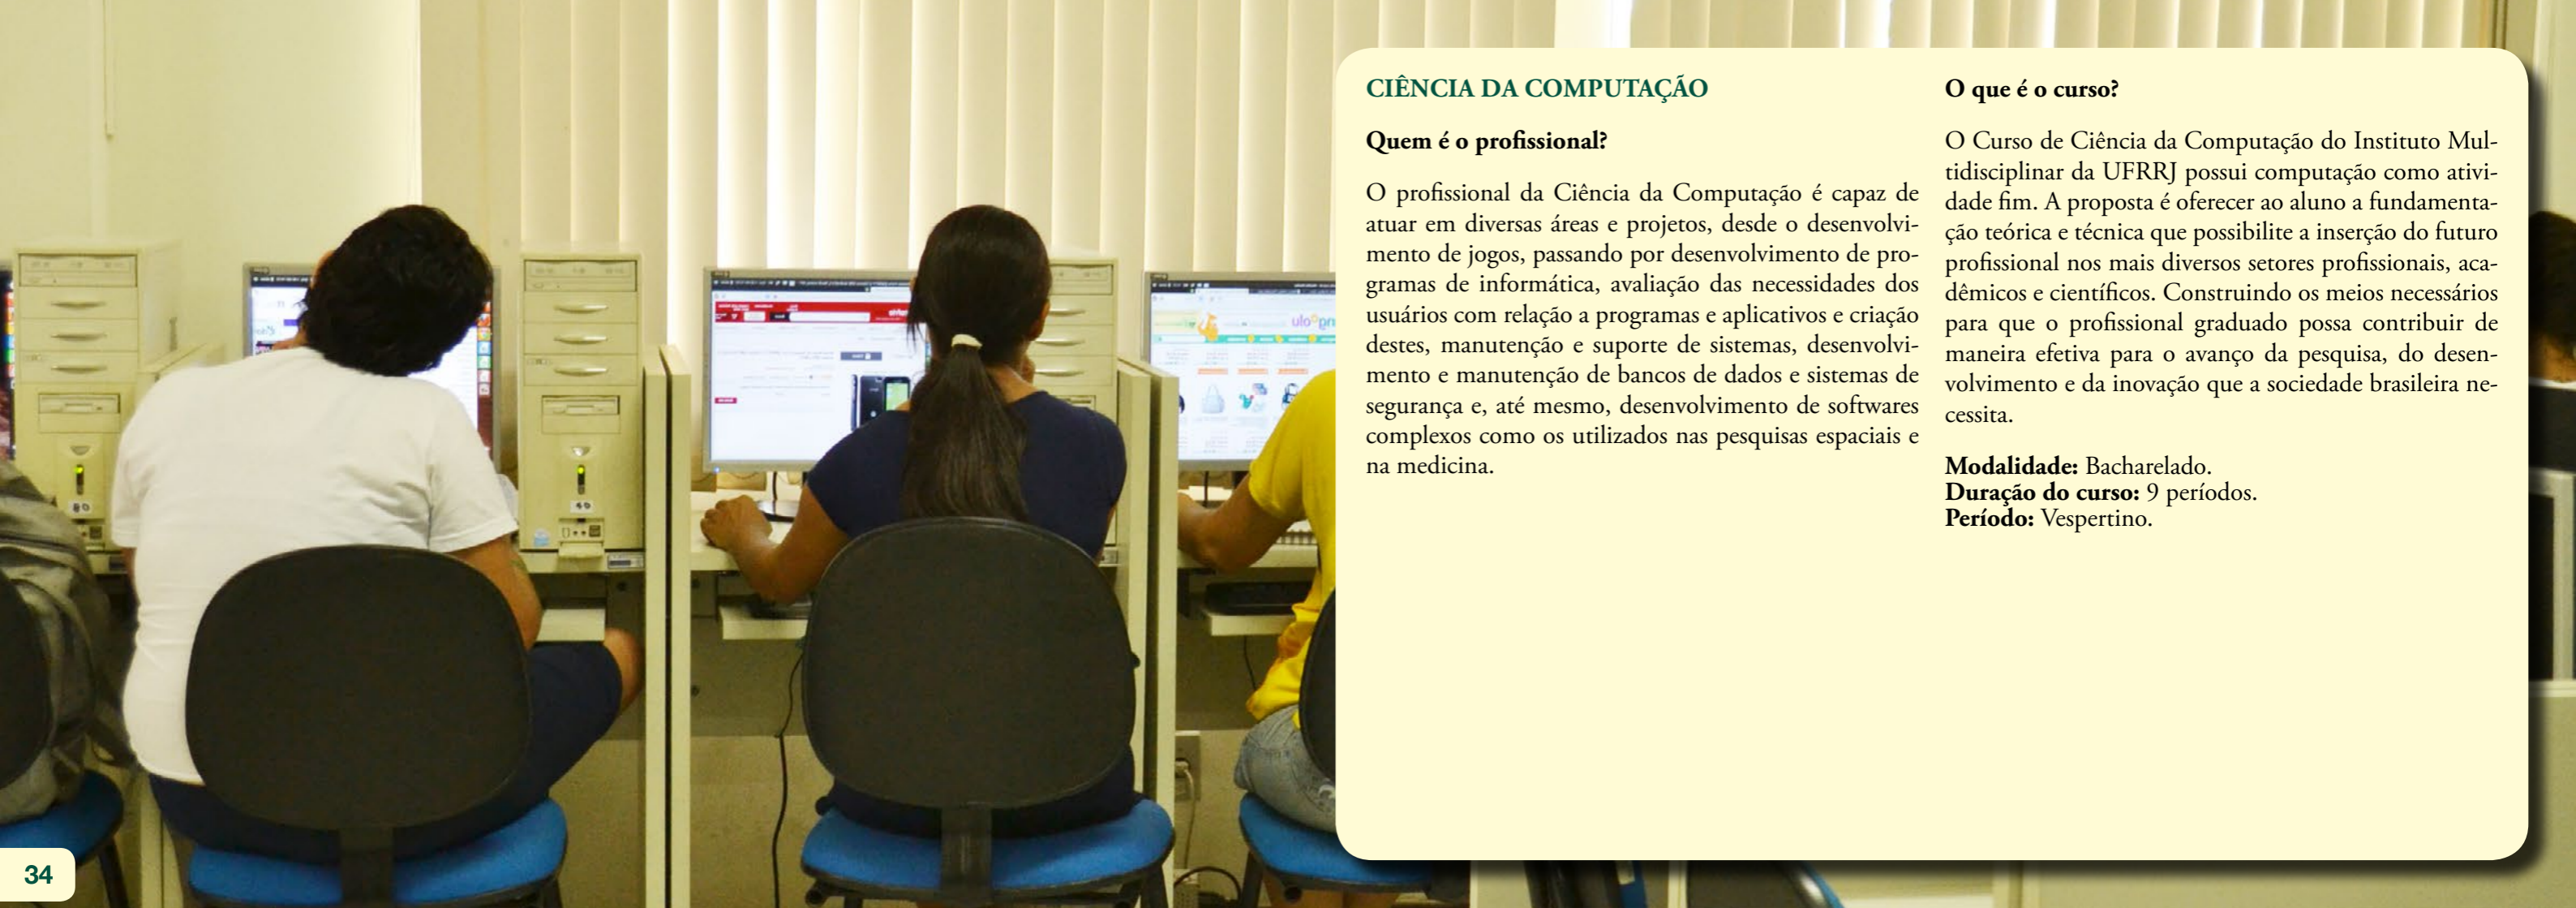 CIÊNCIA DA COMPUTAÇÃO
Quem é o profissional?
O profissional da Ciência da Computação é capaz de
atuar em diversas áreas e projetos, desde o desenvolvi-
mento de jogos, passando por desenvolvimento de pro-
gramas de informática, avaliação das necessidades dos
usuários com relação a programas e aplicativos e criação
destes, manutenção e suporte de sistemas, desenvolvi-
mento e manutenção de bancos de dados e sistemas de
segurança e, até mesmo, desenvolvimento de softwares
complexos como os utilizados nas pesquisas espaciais e
na medicina.
O que é o curso?
O Curso de Ciência da Computação do Instituto Mul-
tidisciplinar da UFRRJ possui computação como ativi-
dade fim. A proposta é oferecer ao aluno a fundamenta-
ção teórica e técnica que possibilite a inserção do futuro
profissional nos mais diversos setores profissionais, aca-
dêmicos e científicos. Construindo os meios necessários
para que o profissional graduado possa contribuir de
maneira efetiva para o avanço da pesquisa, do desen-
volvimento e da inovação que a sociedade brasileira ne-
cessita.
Modalidade: Bacharelado.
Duração do curso: 9 períodos.
Período: Vespertino.
34